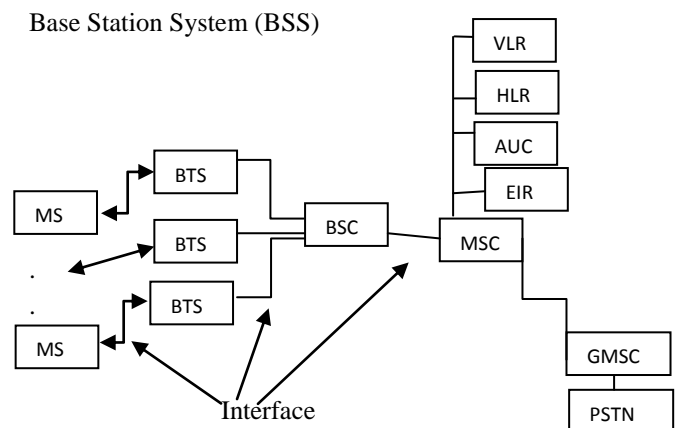 Base Station System (BSS)
VLR
HLR
AUC
EIR
BTS
MS
BTS
BSC
MSC
.
.
BTS
MS
GMSC
Interface
PSTN